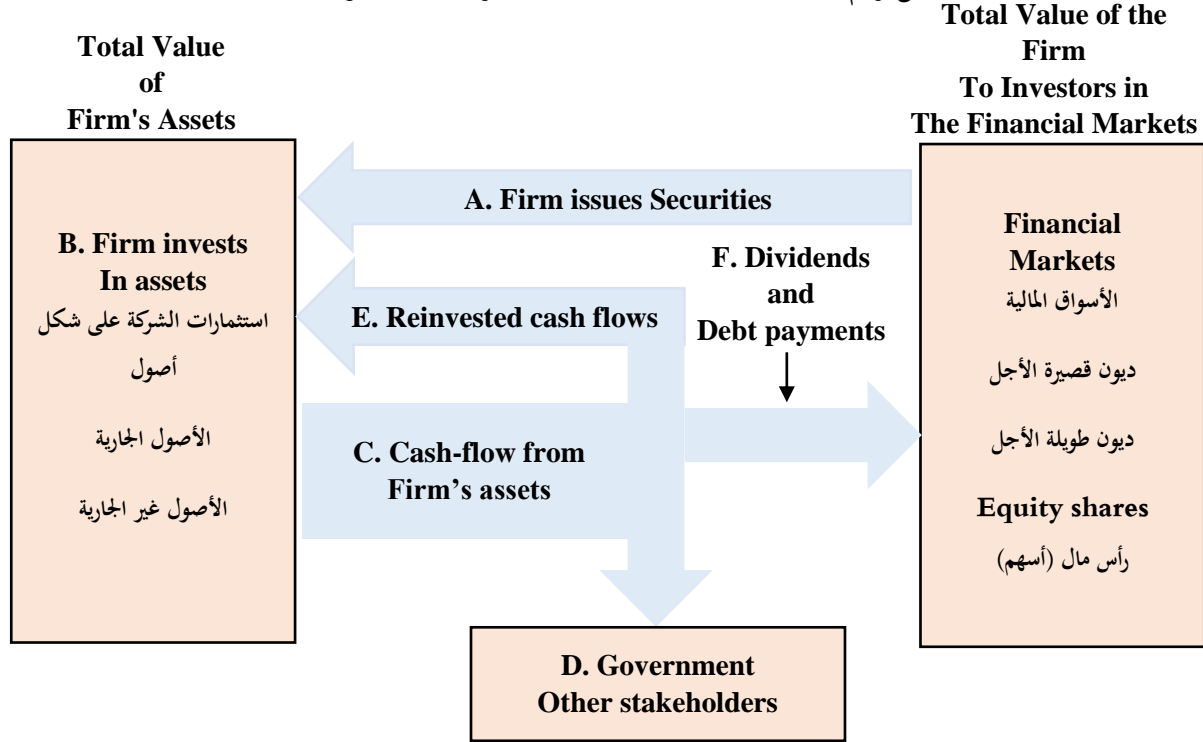 Total Value
of
Firm's Assets
Total Value of the
Firm
To Investors in
The Financial Markets
A. Firm issues Securities
B. Firm invests
In assets
استثمارات الشركة على شكل
أصول
الأصول الجارية
الأصول غير الجارية
E. Reinvested cash flows
F. Dividends
and
Debt payments
C. Cash-flow from
Firm’s assets
Financial
Markets
الأسواق المالية
ديون قصيرة الأجل
ديون طويلة الأجل
Equity shares
رأس مال (أسهم)
D. Government
Other stakeholders